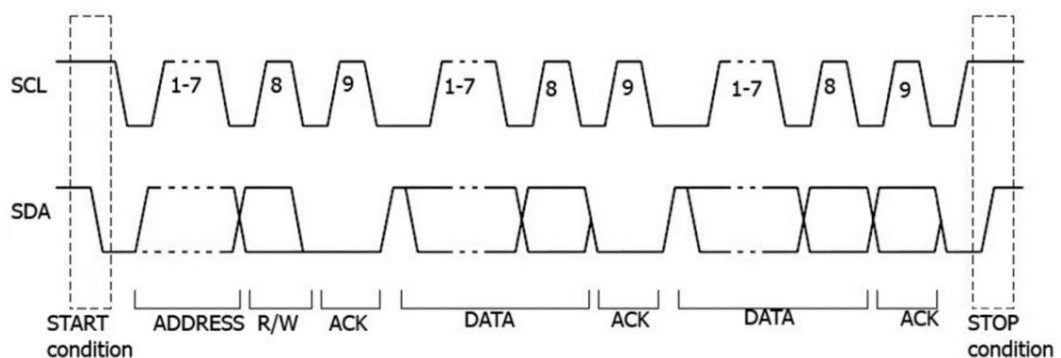 SCL 1-7 8 9 1-7 8 9 1-7 8 9
SDA
START ADDRESS R/W ACK DATA ACK DATA ACK STOP
condition condition